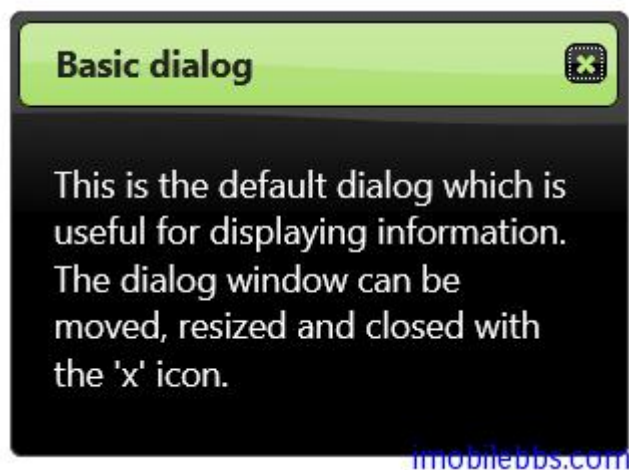 Basic dialog
This is the default dialog which is
useful for displaying information.
The dialog window can be
moved, resized and closed with
the 'x' icon.
imobilebbs.com